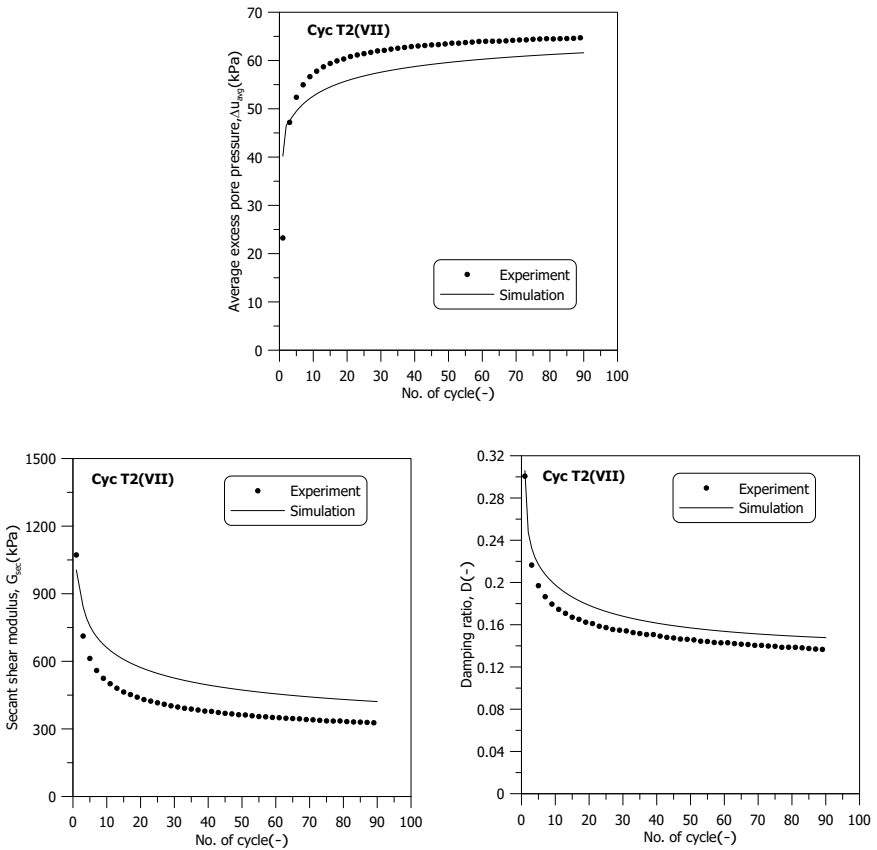 Cyc T2(VII)
Average excess pore pressure,Δu_avg(kPa)
70
60
50
40
30
20
10
0
Experiment
Simulation
0 10 20 30 40 50 60 70 80 90 100
No. of cycle(-)
Cyc T2(VII)
Secant shear modulus, G_sec(kPa)
1500
1200
900
600
300
0
Experiment
Simulation
0 10 20 30 40 50 60 70 80 90 100
No. of cycle(-)
Cyc T2(VII)
Damping ratio, D(-)
0.32
0.28
0.24
0.2
0.16
0.12
0.08
0.04
0
Experiment
Simulation
0 10 20 30 40 50 60 70 80 90 100
No. of cycle(-)